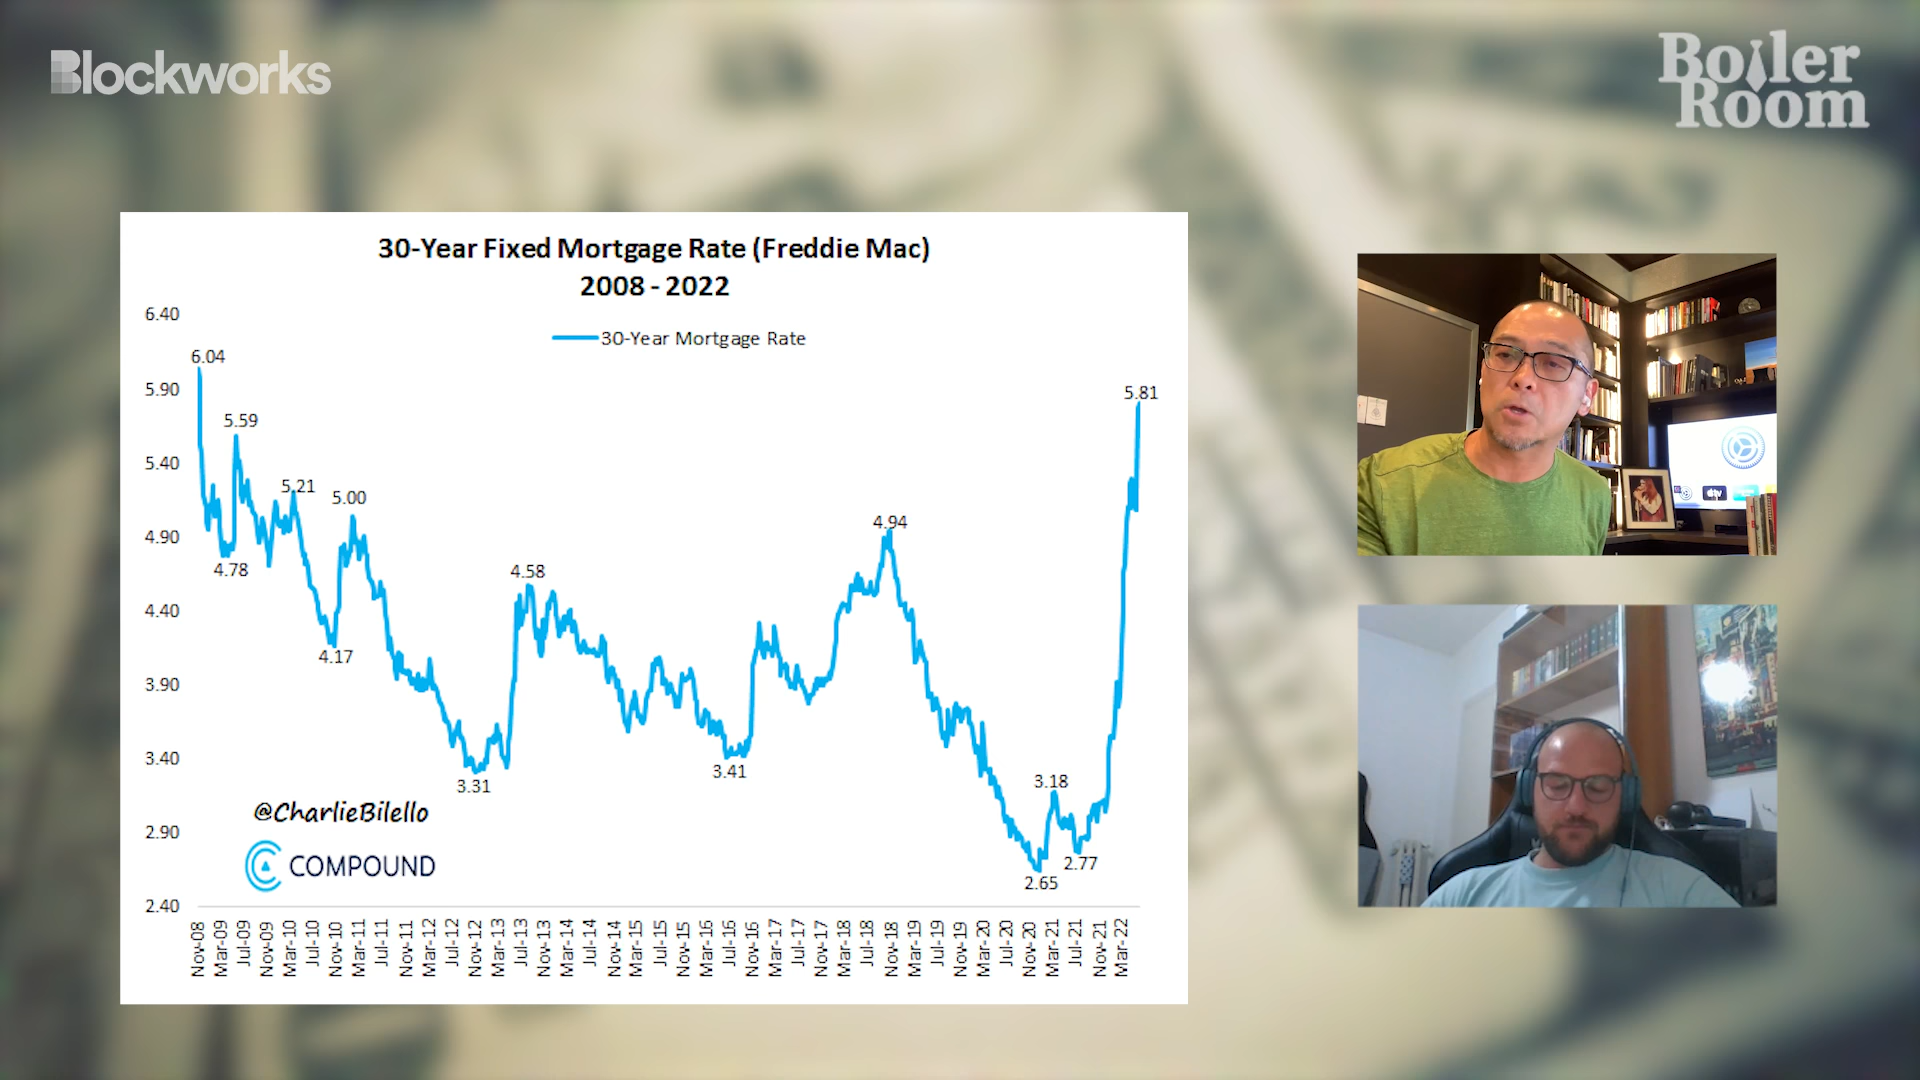 Blockworks
Boiler
Room
30-Year Fixed Mortgage Rate (Freddie Mac)
2008 - 2022
30-Year Mortgage Rate
6.40
5.90
5.40
4.90
4.40
3.90
3.40
2.90
2.40
6.04
5.59
4.78
5.21
5.00
4.17
3.31
4.58
3.41
4.94
3.18
2.65
2.77
5.81
@CharlieBilello
COMPOUND
Nov-08
Mar-09
Jul-09
Nov-09
Mar-10
Jul-10
Nov-10
Mar-11
Jul-11
Nov-11
Mar-12
Jul-12
Nov-12
Mar-13
Jul-13
Nov-13
Mar-14
Jul-14
Nov-14
Mar-15
Jul-15
Nov-15
Mar-16
Jul-16
Nov-16
Mar-17
Jul-17
Nov-17
Mar-18
Jul-18
Nov-18
Mar-19
Jul-19
Nov-19
Mar-20
Jul-20
Nov-20
Mar-21
Jul-21
Nov-21
Mar-22
tv